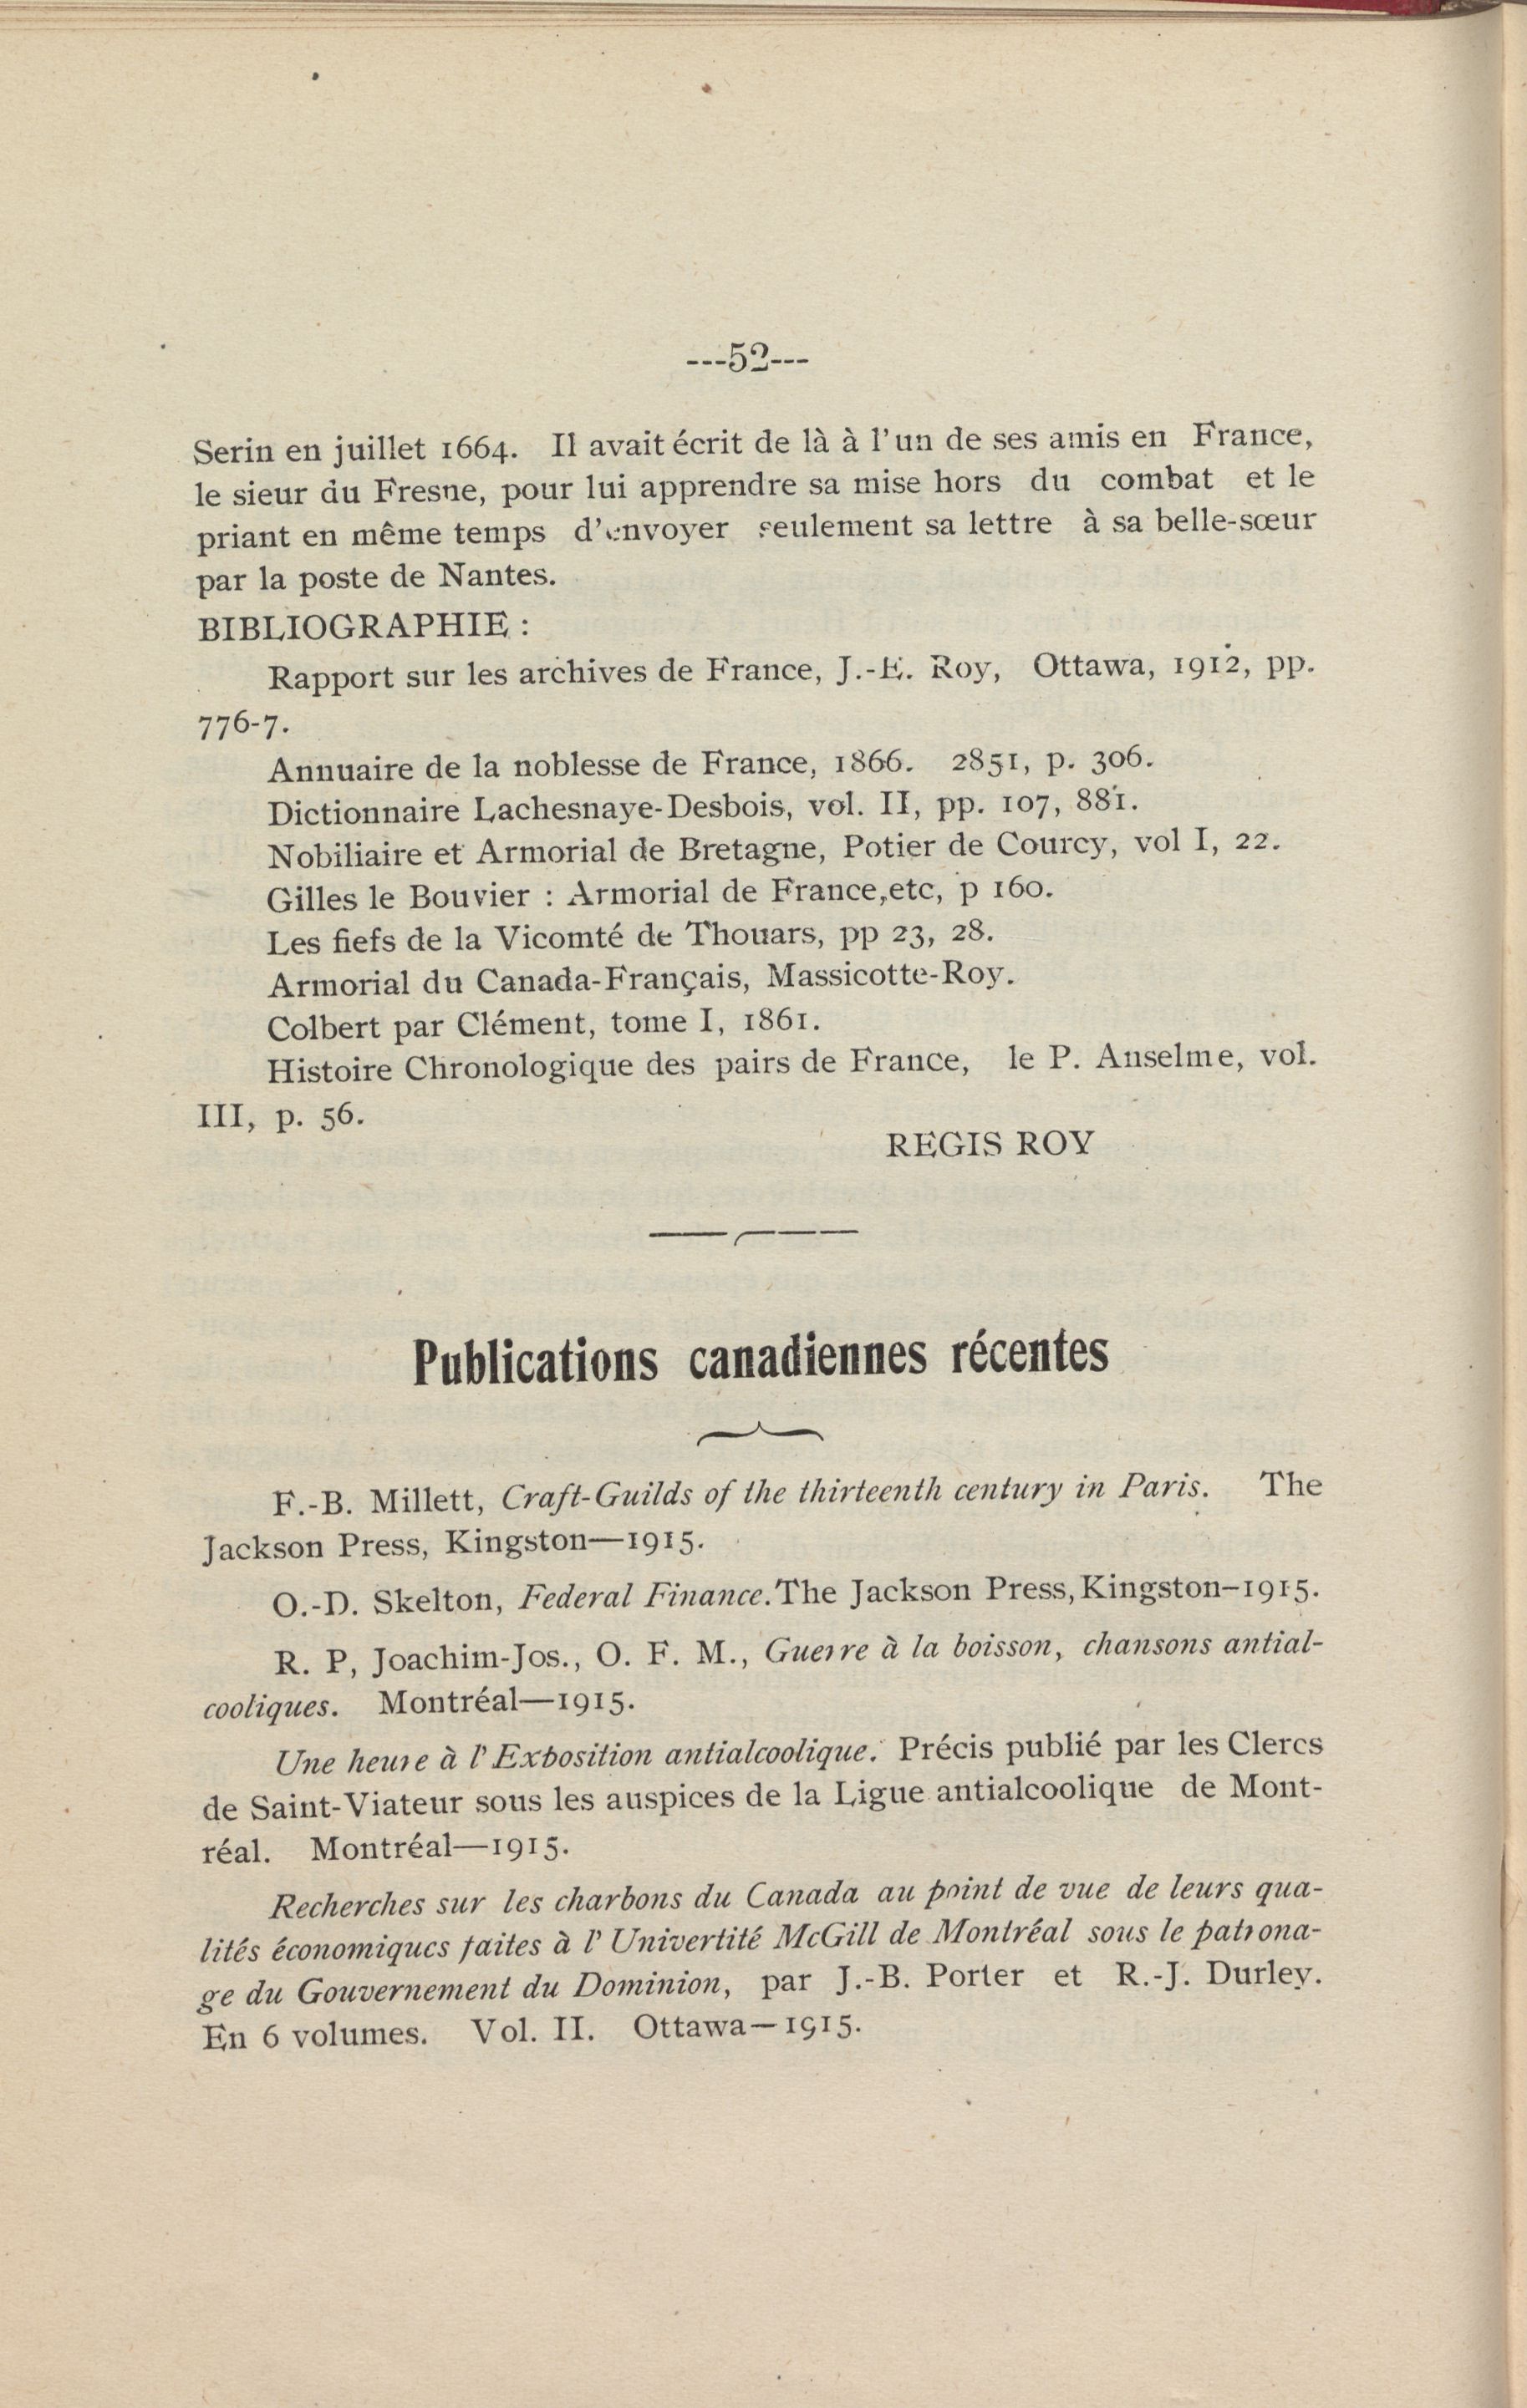 ---52---
Serin en juillet 1664. Il avait écrit de là à l'un de ses amis en France,
le sieur du Fresne, pour lui apprendre sa mise hors du combat et le
priant en même temps d'envoyer seulement sa lettre à sa belle-sœur
par la poste de Nantes.
BIBLIOGRAPHIE :
Rapport sur les archives de France, J.-E. Roy, Ottawa, 1912, pp.
776-7.
Annuaire de la noblesse de France, 1866. 2851, p. 306.
Dictionnaire Lachesnaye-Desbois, vol. II, pp. 107, 881.
Nobiliaire et Armorial de Bretagne, Potier de Courcy, vol I, 22.
Gilles le Bouvier : Armorial de France,etc, p 160.
Les fiefs de la Vicomté de Thouars, pp 23, 28.
Armorial du Canada-Français, Massicotte-Roy.
Colbert par Clément, tome I, 1861.
Histoire Chronologique des pairs de France, le P. Anselme, vol.
III, p. 56.
REGIS ROY
Publications canadiennes récentes
F.-B. Millett, Craft-Guilds of the thirteenth century in Paris. The
Jackson Press, Kingston—1915.
O.-D. Skelton, Federal Finance.The Jackson Press,Kingston–1915.
R. P, Joachim-Jos., O. F. M., Guerre à la boisson, chansons antial-
cooliques. Montréal—1915.
Une heure à l'Exposition antialcoolique. Précis publié par les Clercs
de Saint-Viateur sous les auspices de la Ligue antialcoolique de Mont-
réal. Montréal—1915.
Recherches sur les charbons du Canada au point de vue de leurs qua-
lités économiques faites à l'Univertité McGill de Montréal sous le patrona-
ge du Gouvernement du Dominion, par J.-B. Porter et R.-J. Durley.
En 6 volumes. Vol. II. Ottawa—1915.